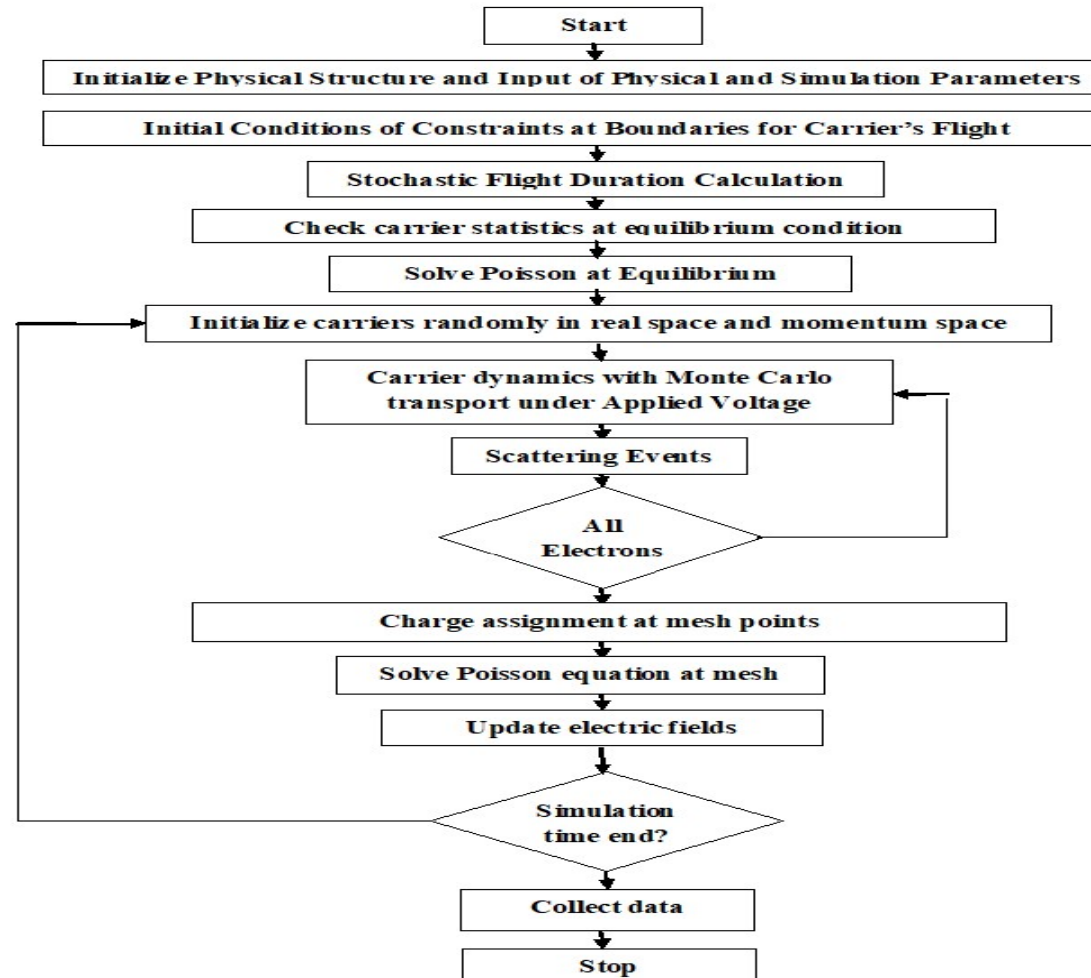 Start
Initialize Physical Structure and Input of Physical and Simulation Parameters
Initial Conditions of Constraints at Boundaries for Carrier's Flight
Stochastic Flight Duration Calculation
Check carrier statistics at equilibrium condition
Solve Poisson at Equilibrium
Initialize carriers randomly in real space and momentum space
Carrier dynamics with Monte Carlo
transport under Applied Voltage
Scattering Events
All
Electrons
Charge assignment at mesh points
Solve Poisson equation at mesh
Update electric fields
Simulation
time end?
Collect data
Stop